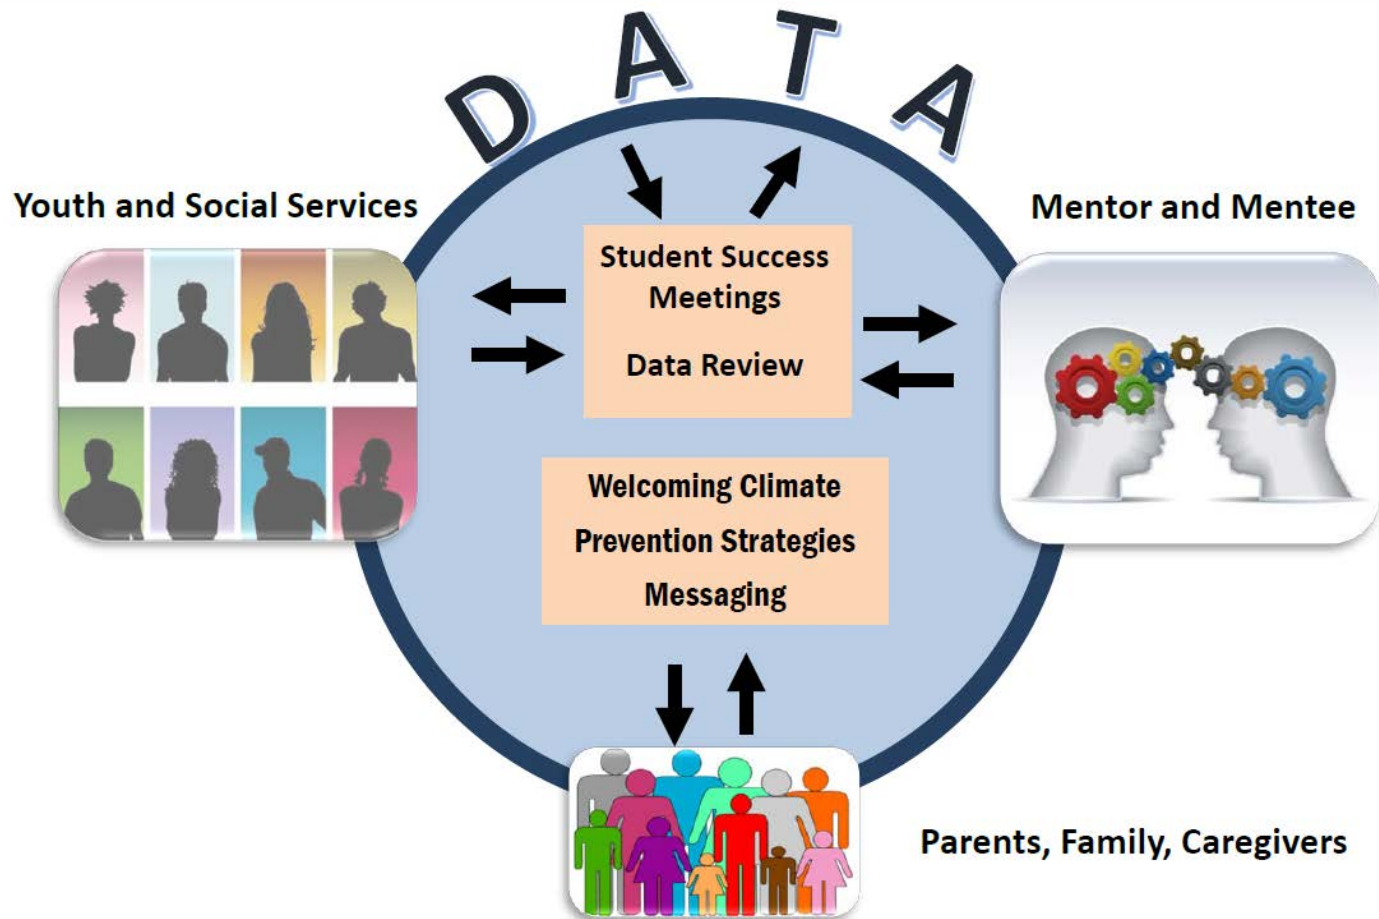 DATA
Youth and Social Services
Mentor and Mentee
Student Success
Meetings
Data Review
Welcoming Climate
Prevention Strategies
Messaging
Parents, Family, Caregivers